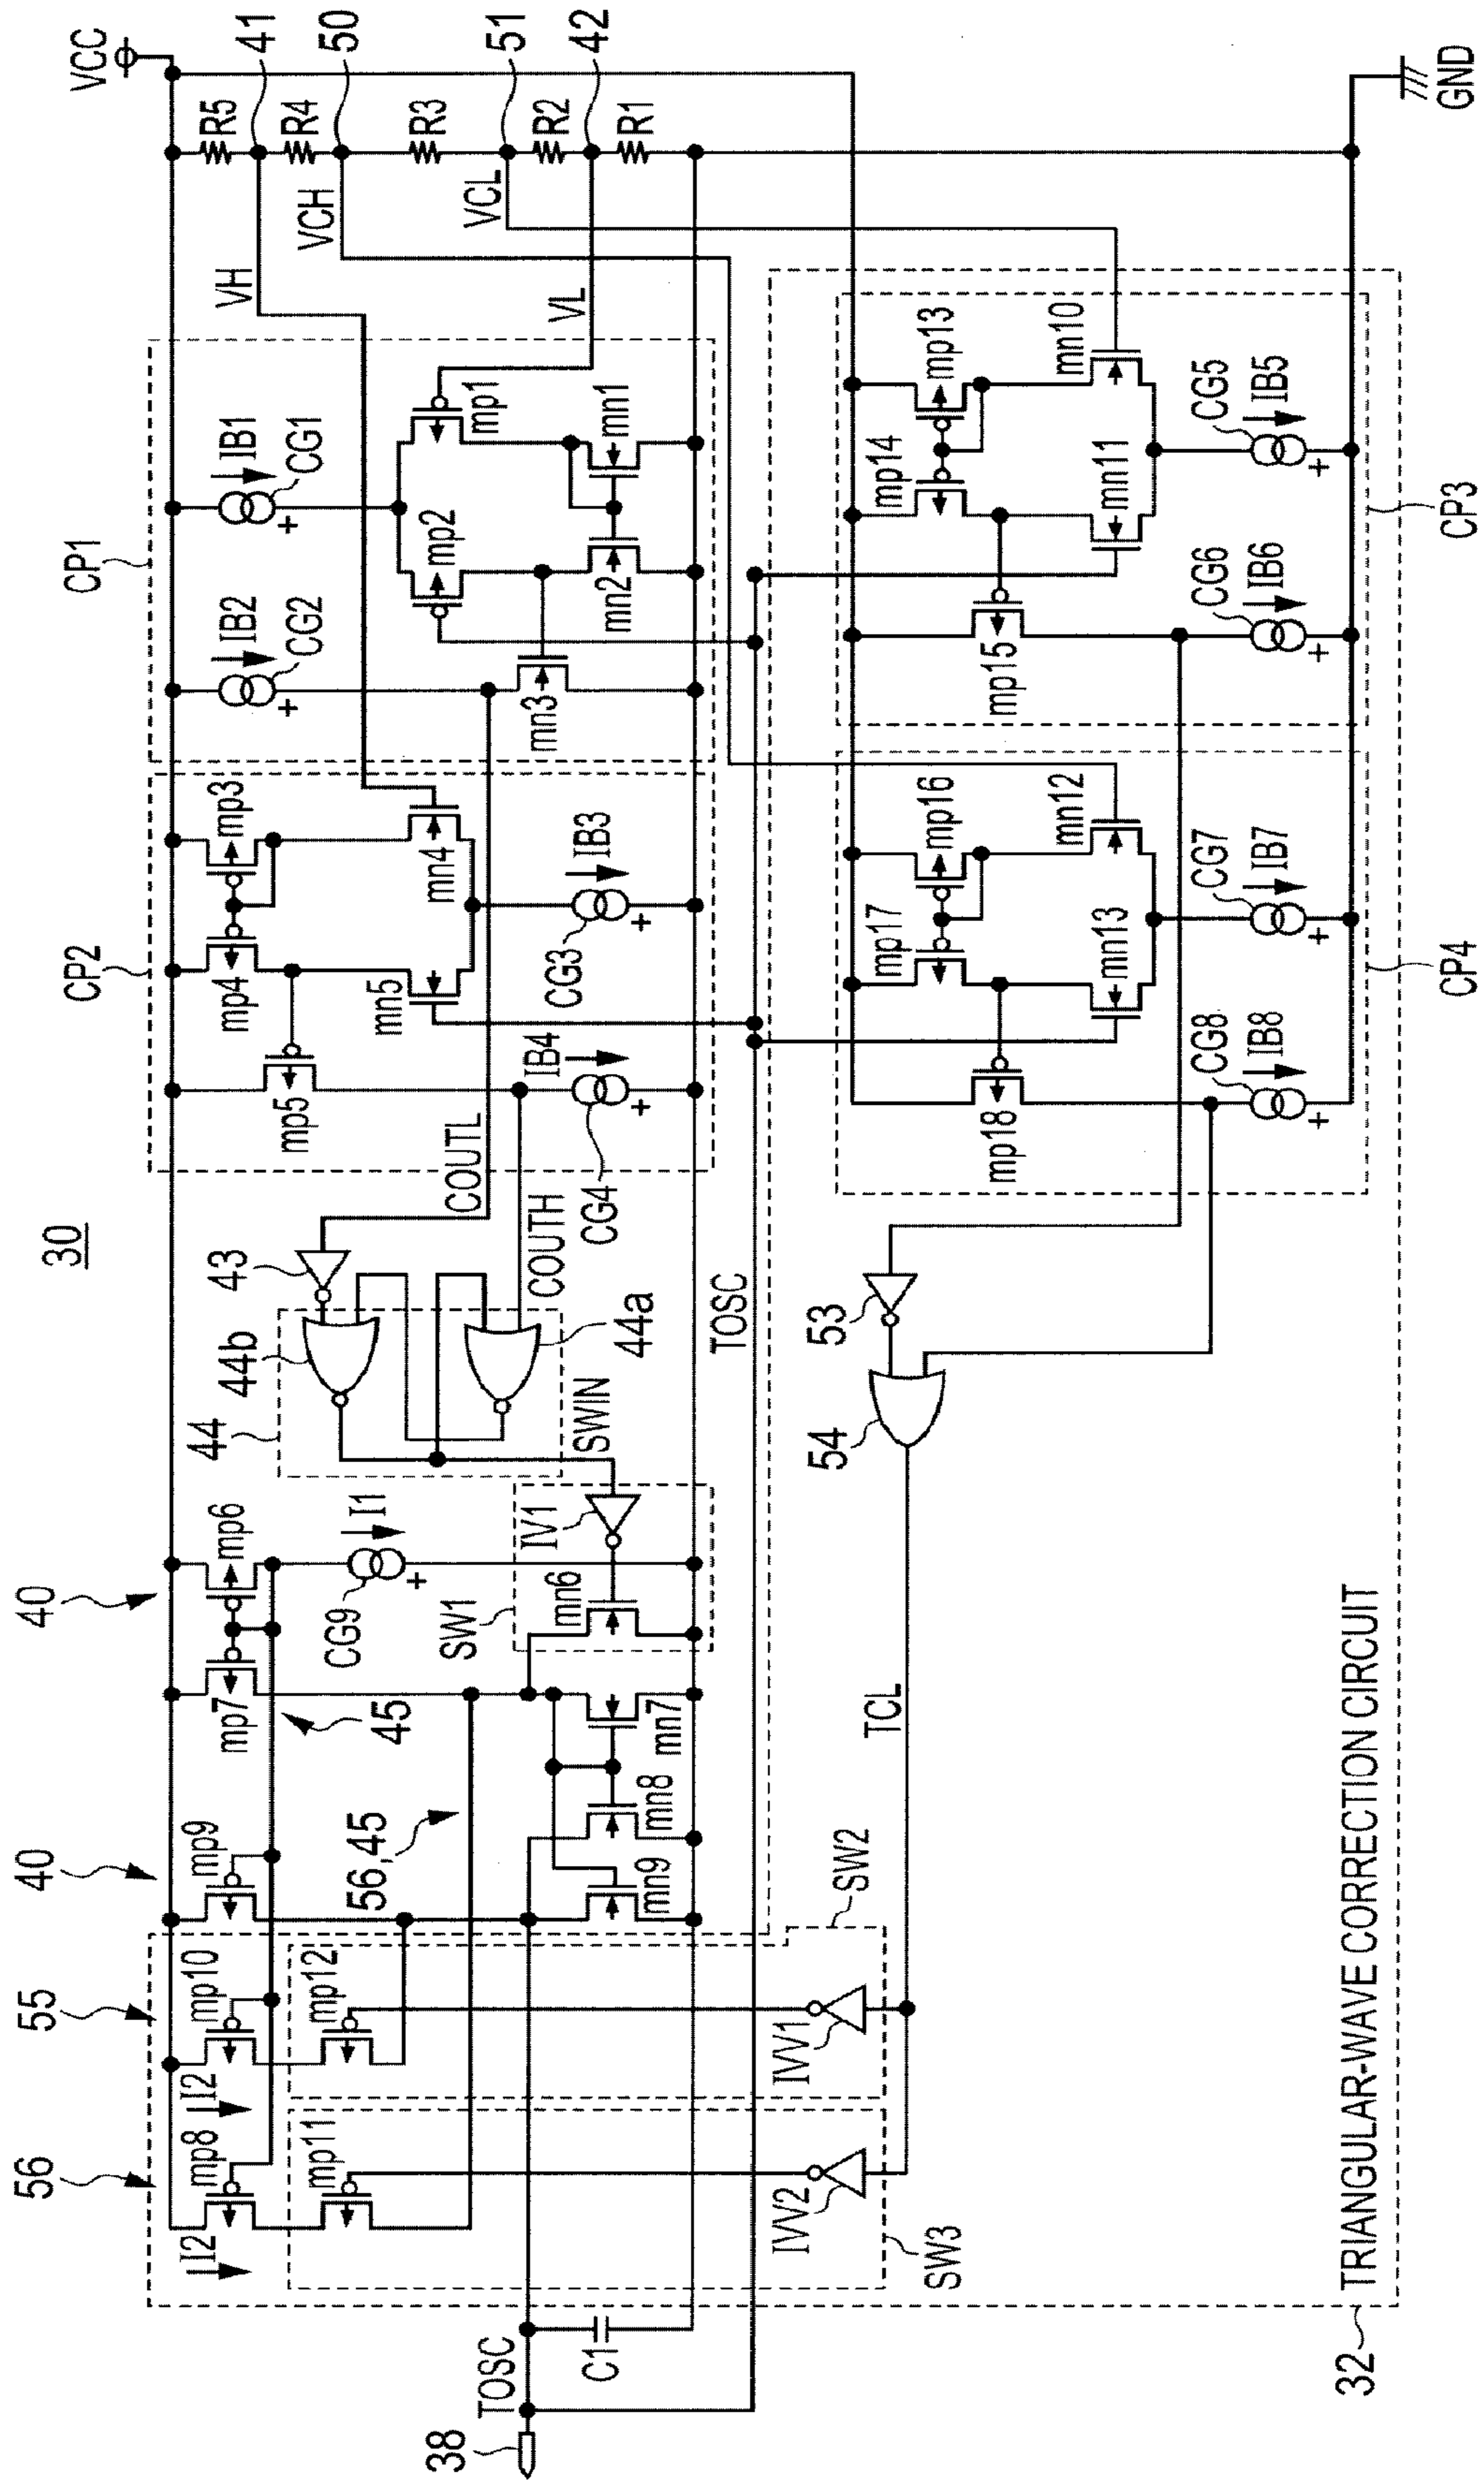 30
VCC
41
50
51
42
R5
R4
R3
R2
R1
VH
VCH
VCL
VL
GND
CP1
IB1
CG1
IB2
CG2
mp1
mp2
mn1
mn2
mn3
CP2
mp3
mp4
mp5
mn4
mn5
IB3
CG3
IB4
CG4
COUTL
COUTH
43
44b
44
44a
SWIN
TOSC
40
mp6
I1
CG9
IV1
mn6
SW1
mp7
45
mn7
mn8
mn9
40
mp9
56,45
55
mp10
I2
mp12
SW2
IVV1
56
mp8
I2
mp11
IVV2
SW3
TOSC
38
C1
CP3
mp13
mp14
mp15
mn10
mn11
CG5
IB5
CG6
IB6
CP4
mp16
mp17
mp18
mn12
mn13
CG7
IB7
CG8
IB8
53
54
TCL
TRIANGULAR-WAVE CORRECTION CIRCUIT
32
+
+
+
+
+
+
+
+
+